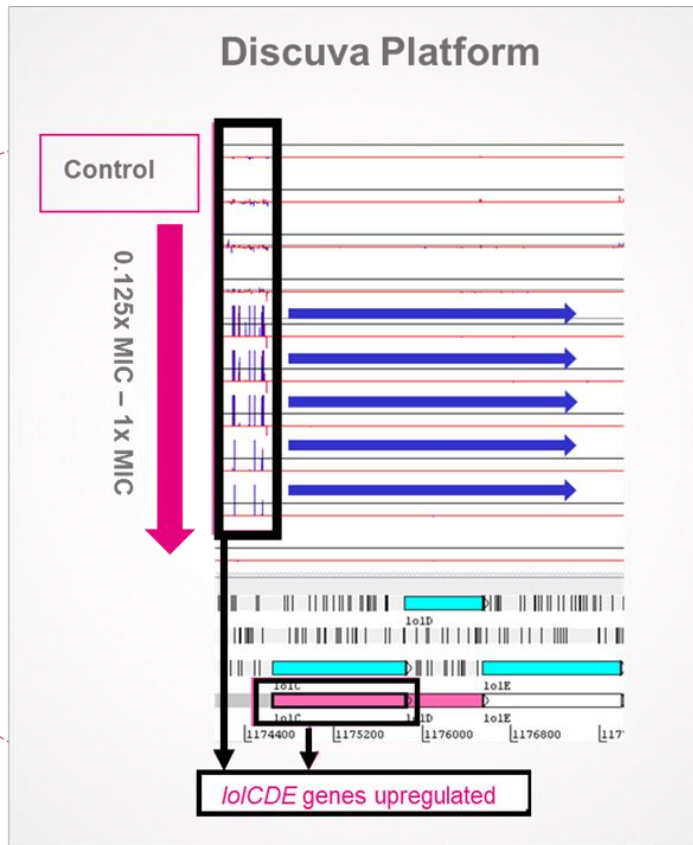 Discuva Platform
Control
0.125x MIC – 1x MIC
lolD
lolC
lolE
lolC
lolD
lolE
1174400
1175200
1176000
1176800
117
lolCDE genes upregulated